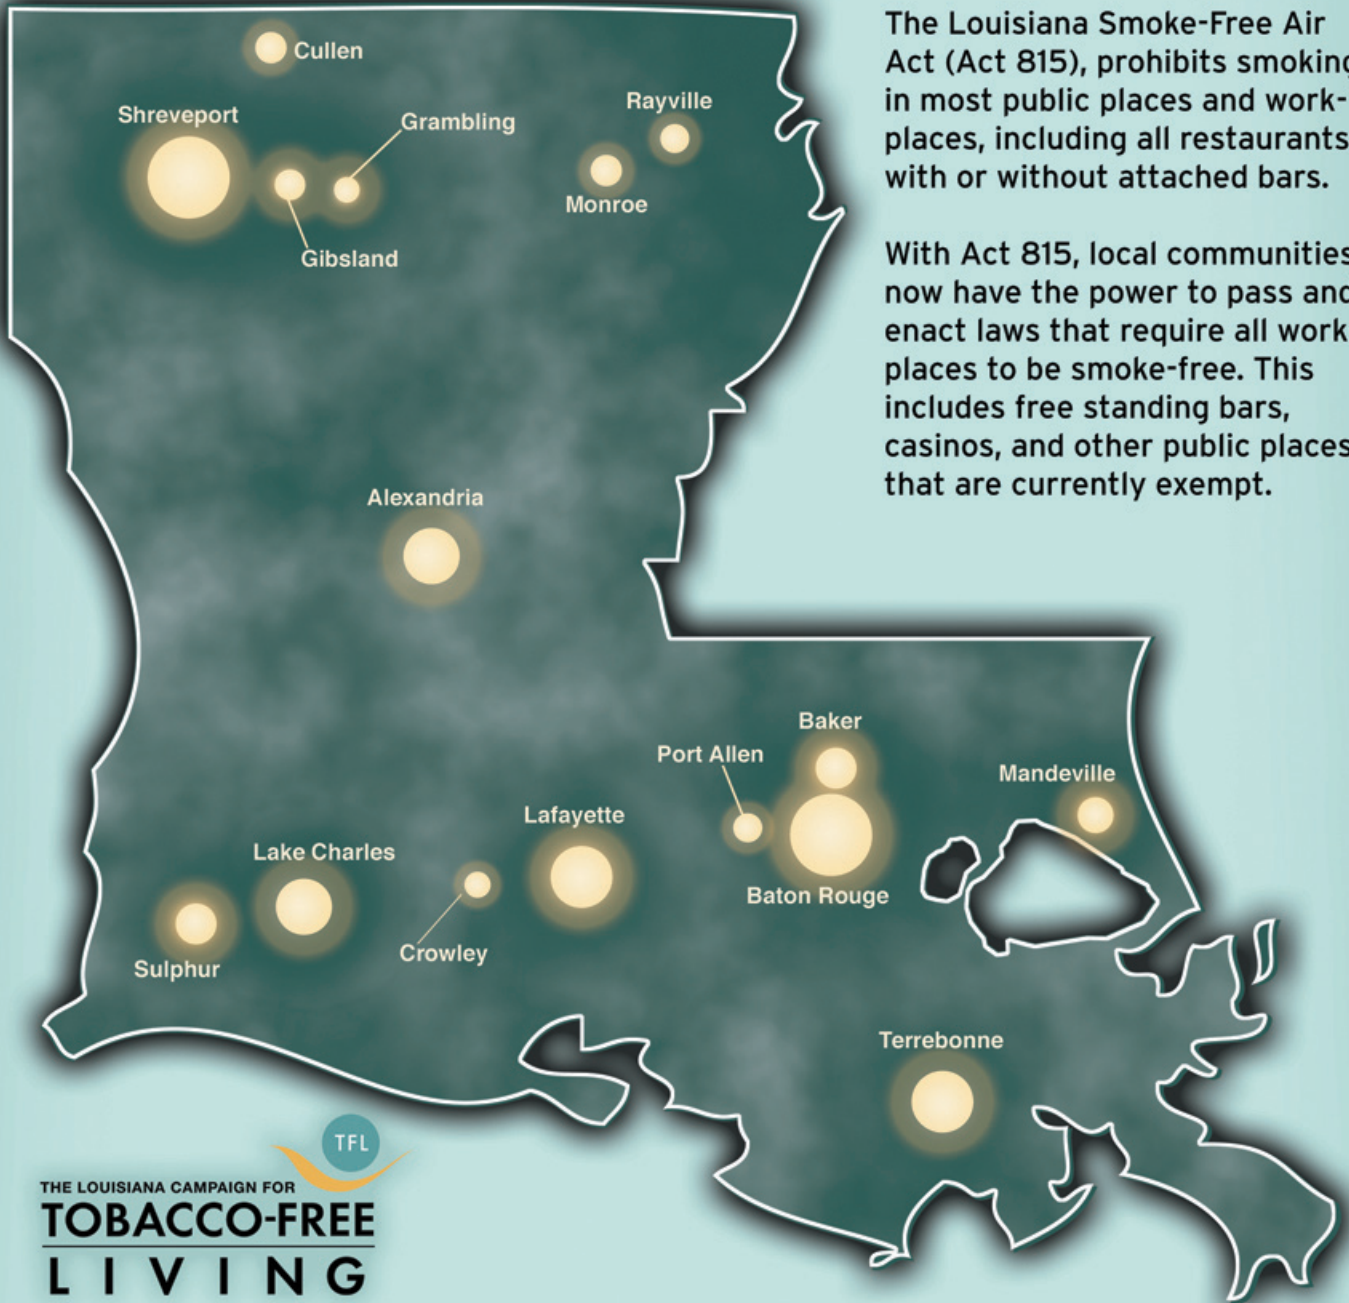 The Louisiana Smoke-Free Air
Act (Act 815), prohibits smoking
in most public places and work-
places, including all restaurants
with or without attached bars.
With Act 815, local communities
now have the power to pass and
enact laws that require all work
places to be smoke-free. This
includes free standing bars,
casinos, and other public places
that are currently exempt.
Cullen
Shreveport
Grambling
Rayville
Monroe
Gibsland
Alexandria
Baker
Port Allen
Mandeville
Lafayette
Lake Charles
Baton Rouge
Crowley
Sulphur
Terrebonne
TFL
THE LOUISIANA CAMPAIGN FOR
TOBACCO-FREE
LIVING